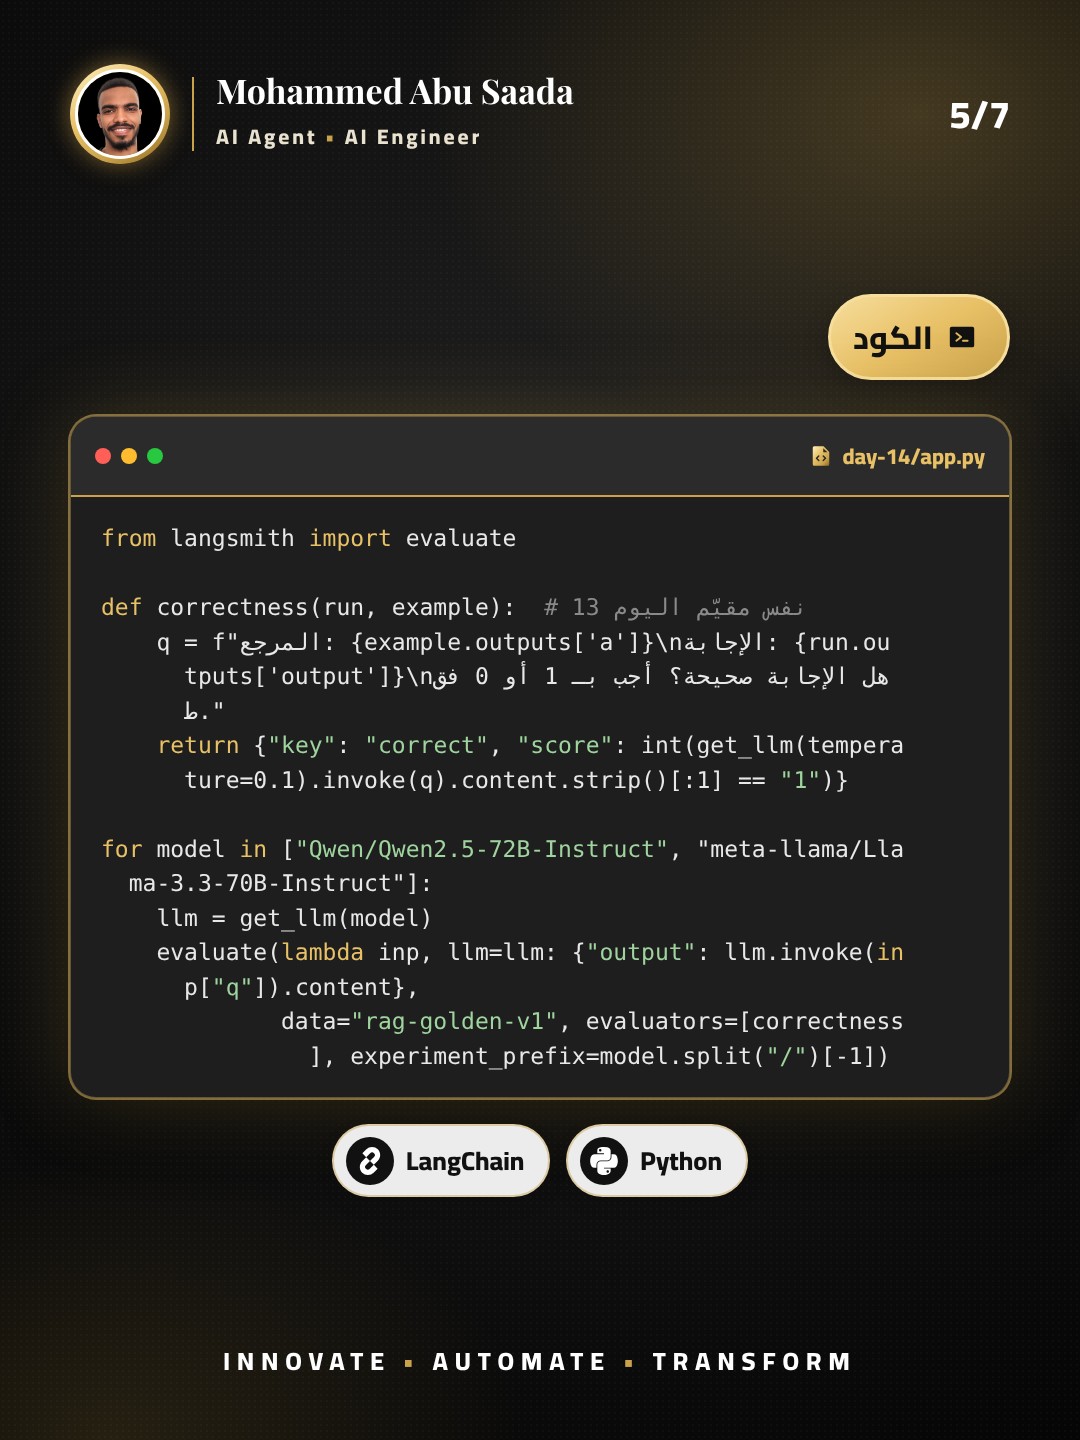 Mohammed Abu Saada
AI Agent ▪ AI Engineer
5/7
الكود
day-14/app.py
from langsmith import evaluate
def correctness(run, example):  # نفس مقيّم اليوم 13
    q = f"المرجع: {example.outputs['a']}\nالإجابة: {run.ou
      tputs['output']}\nهل الإجابة صحيحة؟ أجب بـ 1 أو 0 فق
      ط."
    return {"key": "correct", "score": int(get_llm(tempera
      ture=0.1).invoke(q).content.strip()[:1] == "1")}
for model in ["Qwen/Qwen2.5-72B-Instruct", "meta-llama/Lla
  ma-3.3-70B-Instruct"]:
    llm = get_llm(model)
    evaluate(lambda inp, llm=llm: {"output": llm.invoke(in
      p["q"]).content},
             data="rag-golden-v1", evaluators=[correctness
               ], experiment_prefix=model.split("/")[-1])
LangChain
Python
INNOVATE ▪ AUTOMATE ▪ TRANSFORM